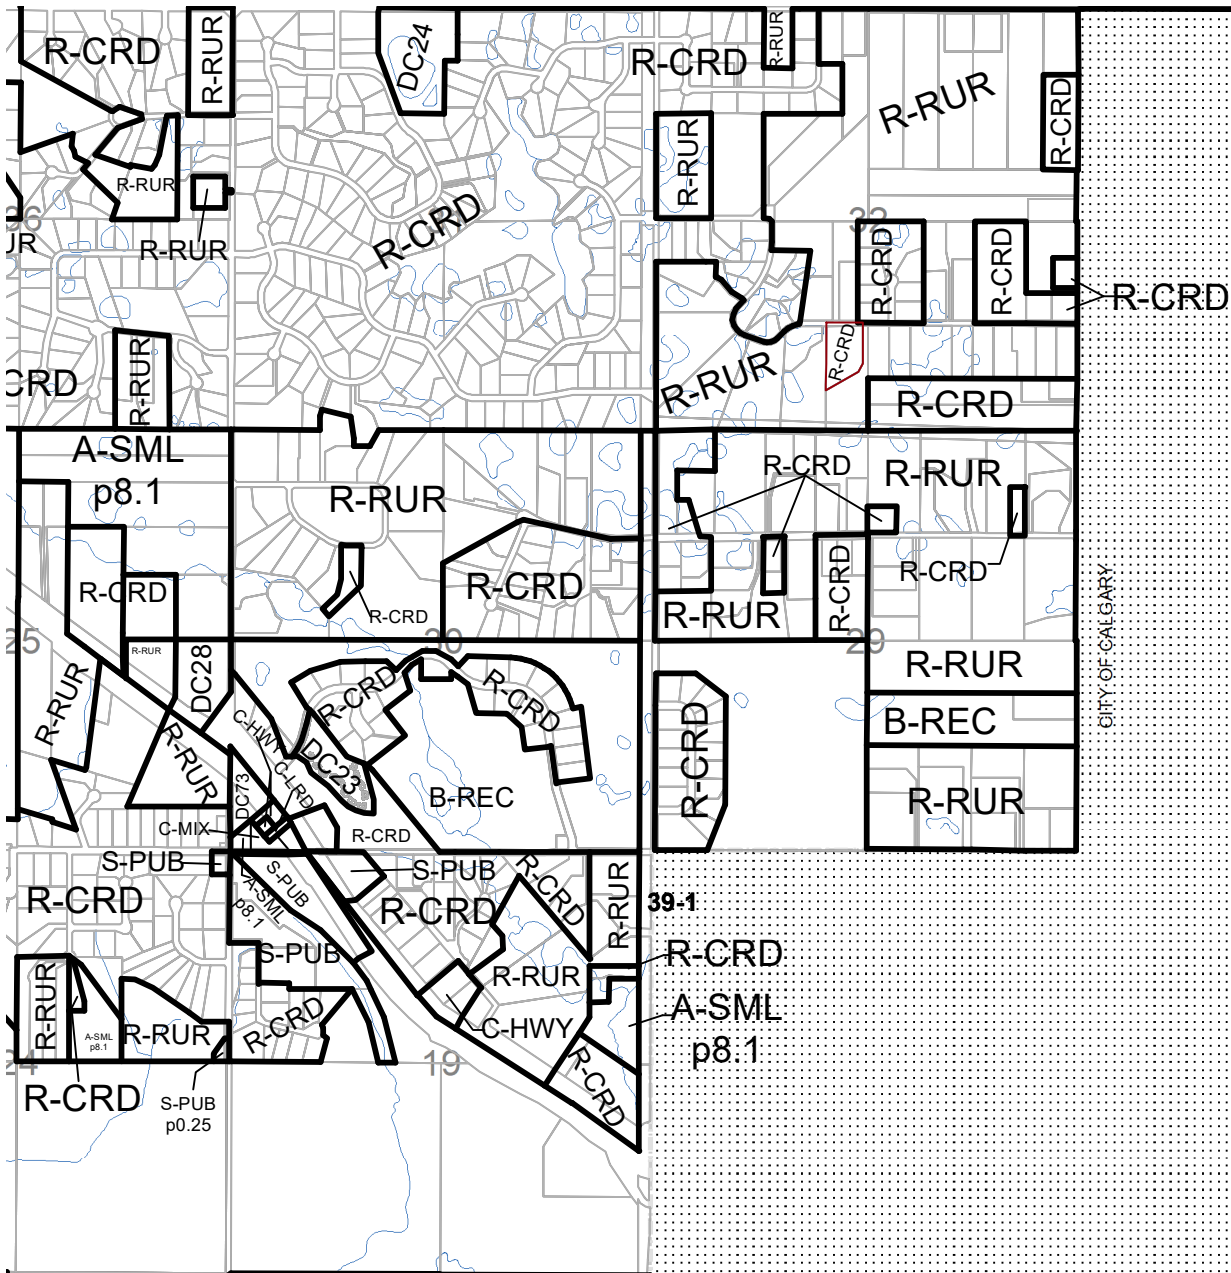 R-CRD
R-RUR
DC24
R-CRD
R-RUR
R-RUR
R-CRD
R-RUR
R-RUR
R-RUR
R-CRD
32
R-CRD
R-CRD
R-CRD
UR
R-RUR
R-CRD
R-RUR
R-CRD
CRD
A-SML
p8.1
R-RUR
R-CRD
R-RUR
R-CRD
R-CRD
R-CRD
R-CRD
R-CRD
R-RUR
R-CRD
CITY OF CALGARY
25
30
29
R-RUR
DC28
R-RUR
R-RUR
R-CRD
R-CRD
C-HWY
DC23
C-LRD
DC73
B-REC
R-CRD
R-RUR
B-REC
R-RUR
C-MIX
R-CRD
S-PUB
S-PUB
A-SML
p8.1
S-PUB
R-CRD
R-CRD
R-CRD
R-RUR
39-1
S-PUB
R-RUR
R-CRD
R-RUR
A-SML
p8.1
R-RUR
R-CRD
C-HWY
A-SML
p8.1
24
19
R-CRD
R-CRD
S-PUB
p0.25